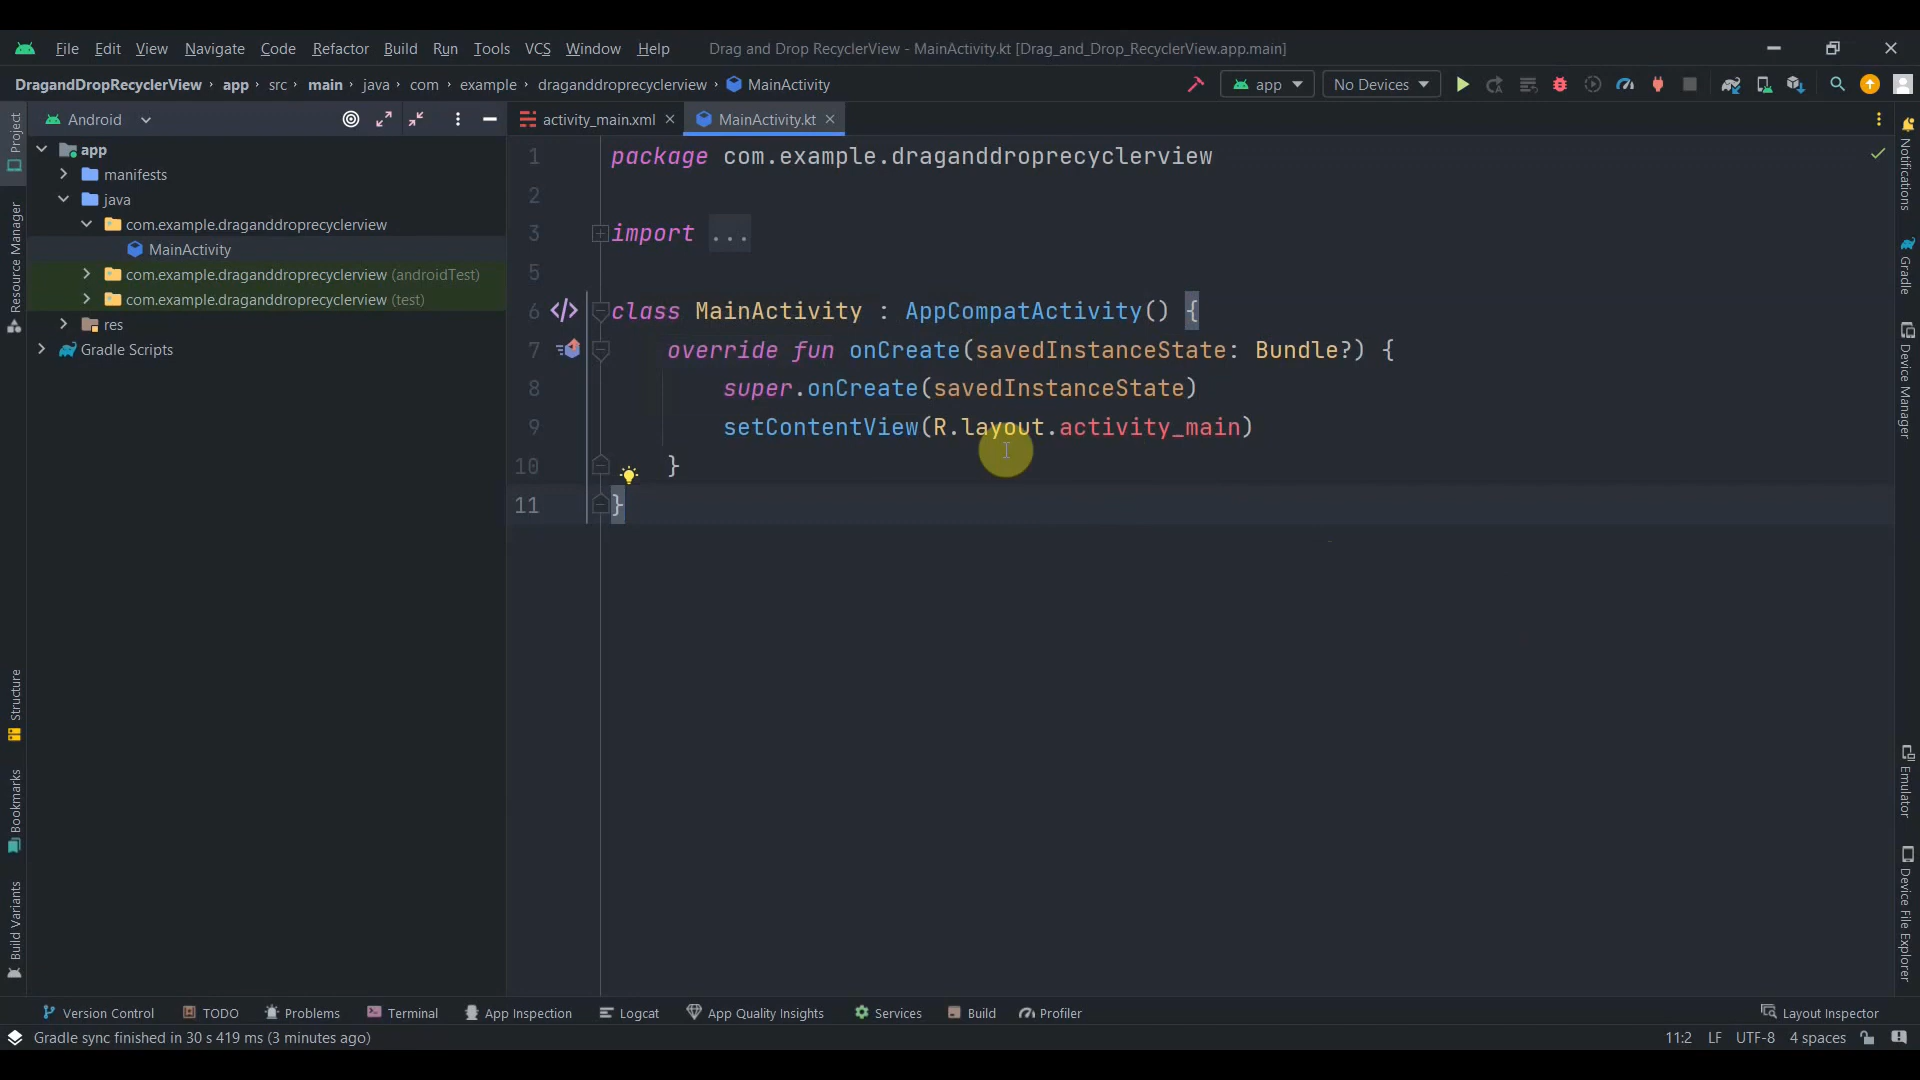 File Edit View Navigate Code Refactor Build Run Tools VCS Window Help Drag and Drop RecyclerView - MainActivity.kt [Drag_and_Drop_RecyclerView.app.main]
DragandDropRecyclerView app src main java com example draganddroprecyclerview MainActivity app No Devices
Android
activity_main.xml MainActivity.kt
app
manifests
java
com.example.draganddroprecyclerview
MainActivity
com.example.draganddroprecyclerview (androidTest)
com.example.draganddroprecyclerview (test)
res
Gradle Scripts
1 package com.example.draganddroprecyclerview
2
3 import ...
5
6 class MainActivity : AppCompatActivity() {
7 override fun onCreate(savedInstanceState: Bundle?) {
8 super.onCreate(savedInstanceState)
9 setContentView(R.layout.activity_main)
10 }
11 }
Project
Resource Manager
Structure
Bookmarks
Build Variants
Notifications
Gradle
Device Manager
Emulator
Device File Explorer
Version Control TODO Problems Terminal App Inspection Logcat App Quality Insights Services Build Profiler Layout Inspector
Gradle sync finished in 30 s 419 ms (3 minutes ago) 11:2 LF UTF-8 4 spaces